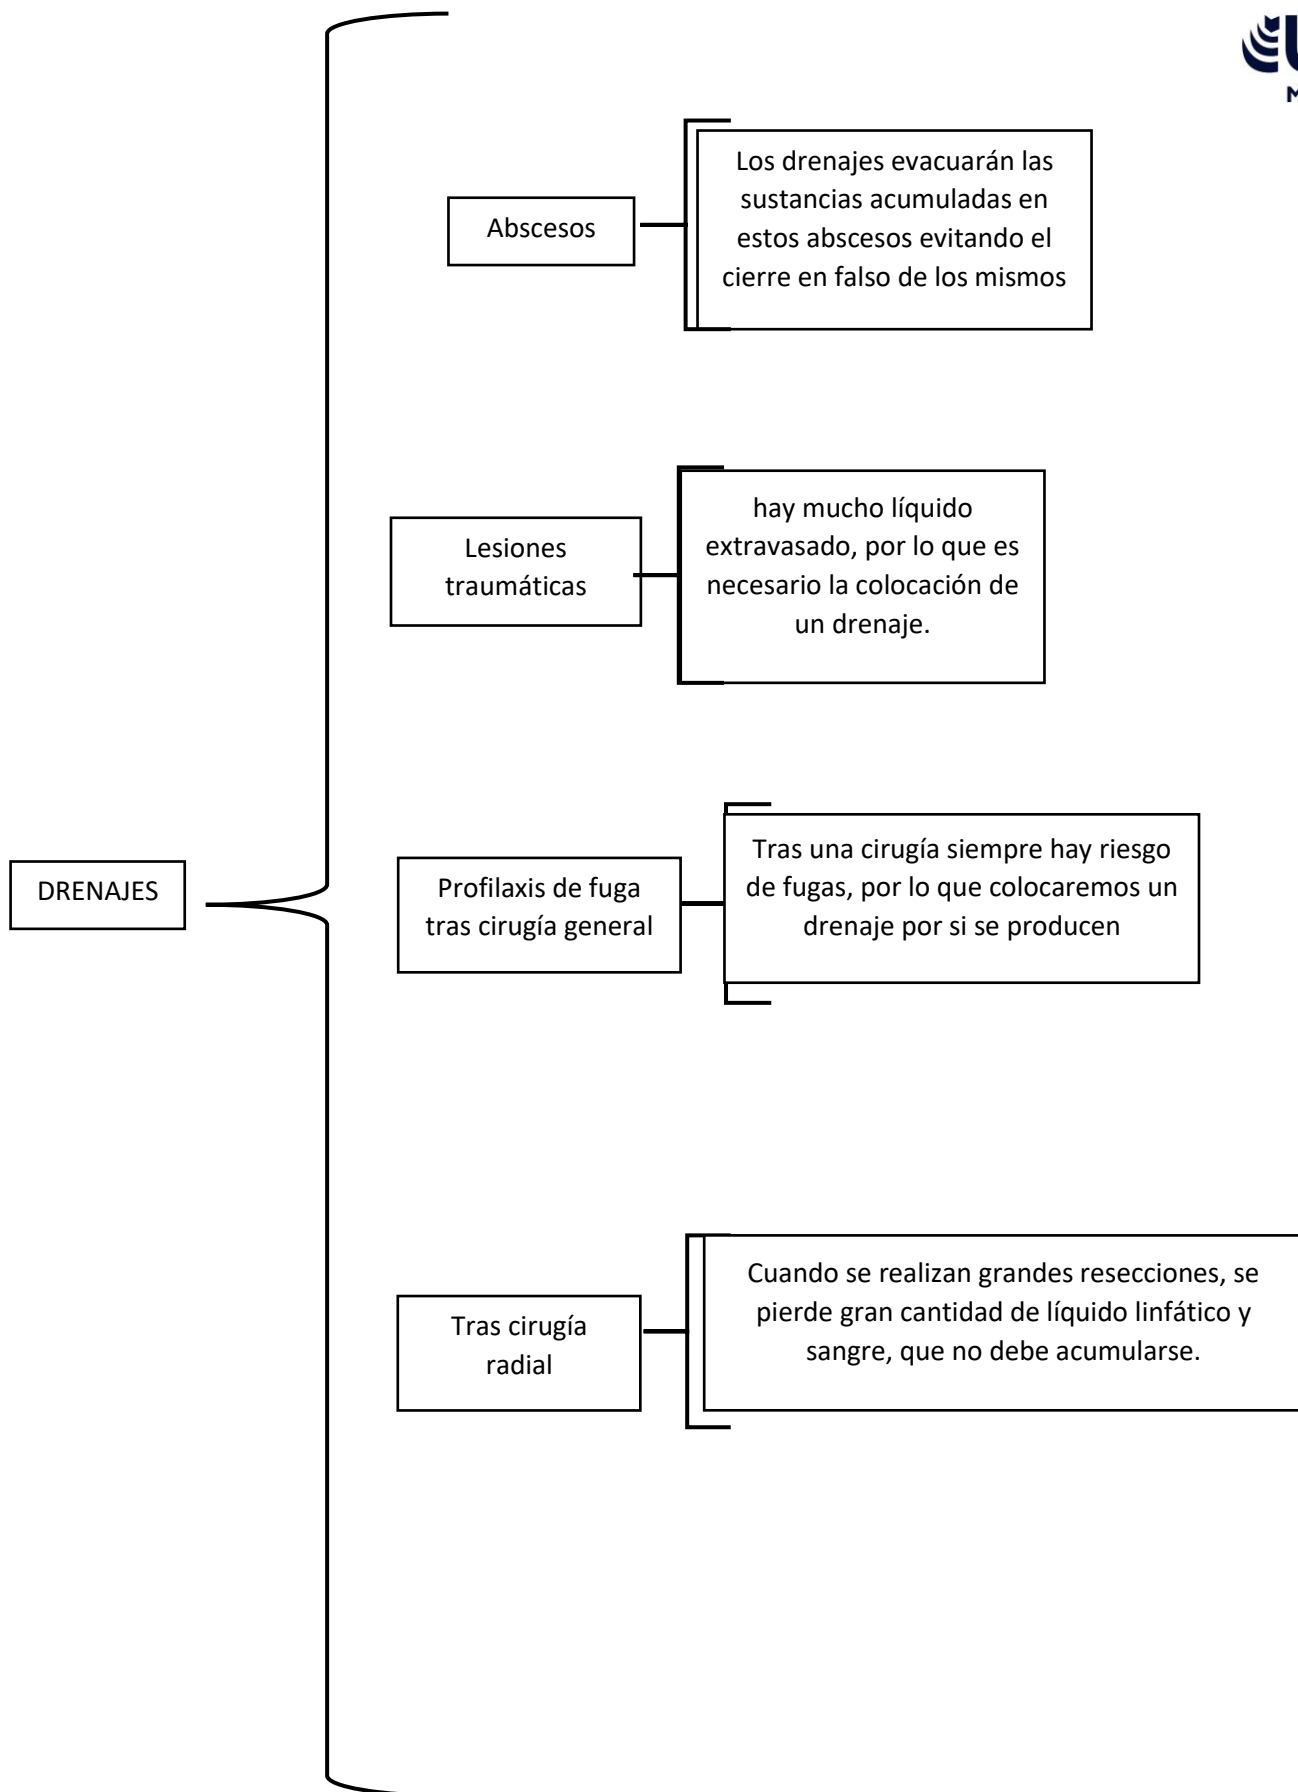 Abscesos
Los drenajes evacuarán las
sustancias acumuladas en
estos abscesos evitando el
cierre en falso de los mismos
Lesiones
traumáticas
hay mucho líquido
extravasado, por lo que es
necesario la colocación de
un drenaje.
DRENAJES
Profilaxis de fuga
tras cirugía general
Tras una cirugía siempre hay riesgo
de fugas, por lo que colocaremos un
drenaje por si se producen
Tras cirugía
radial
Cuando se realizan grandes resecciones, se
pierde gran cantidad de líquido linfático y
sangre, que no debe acumularse.